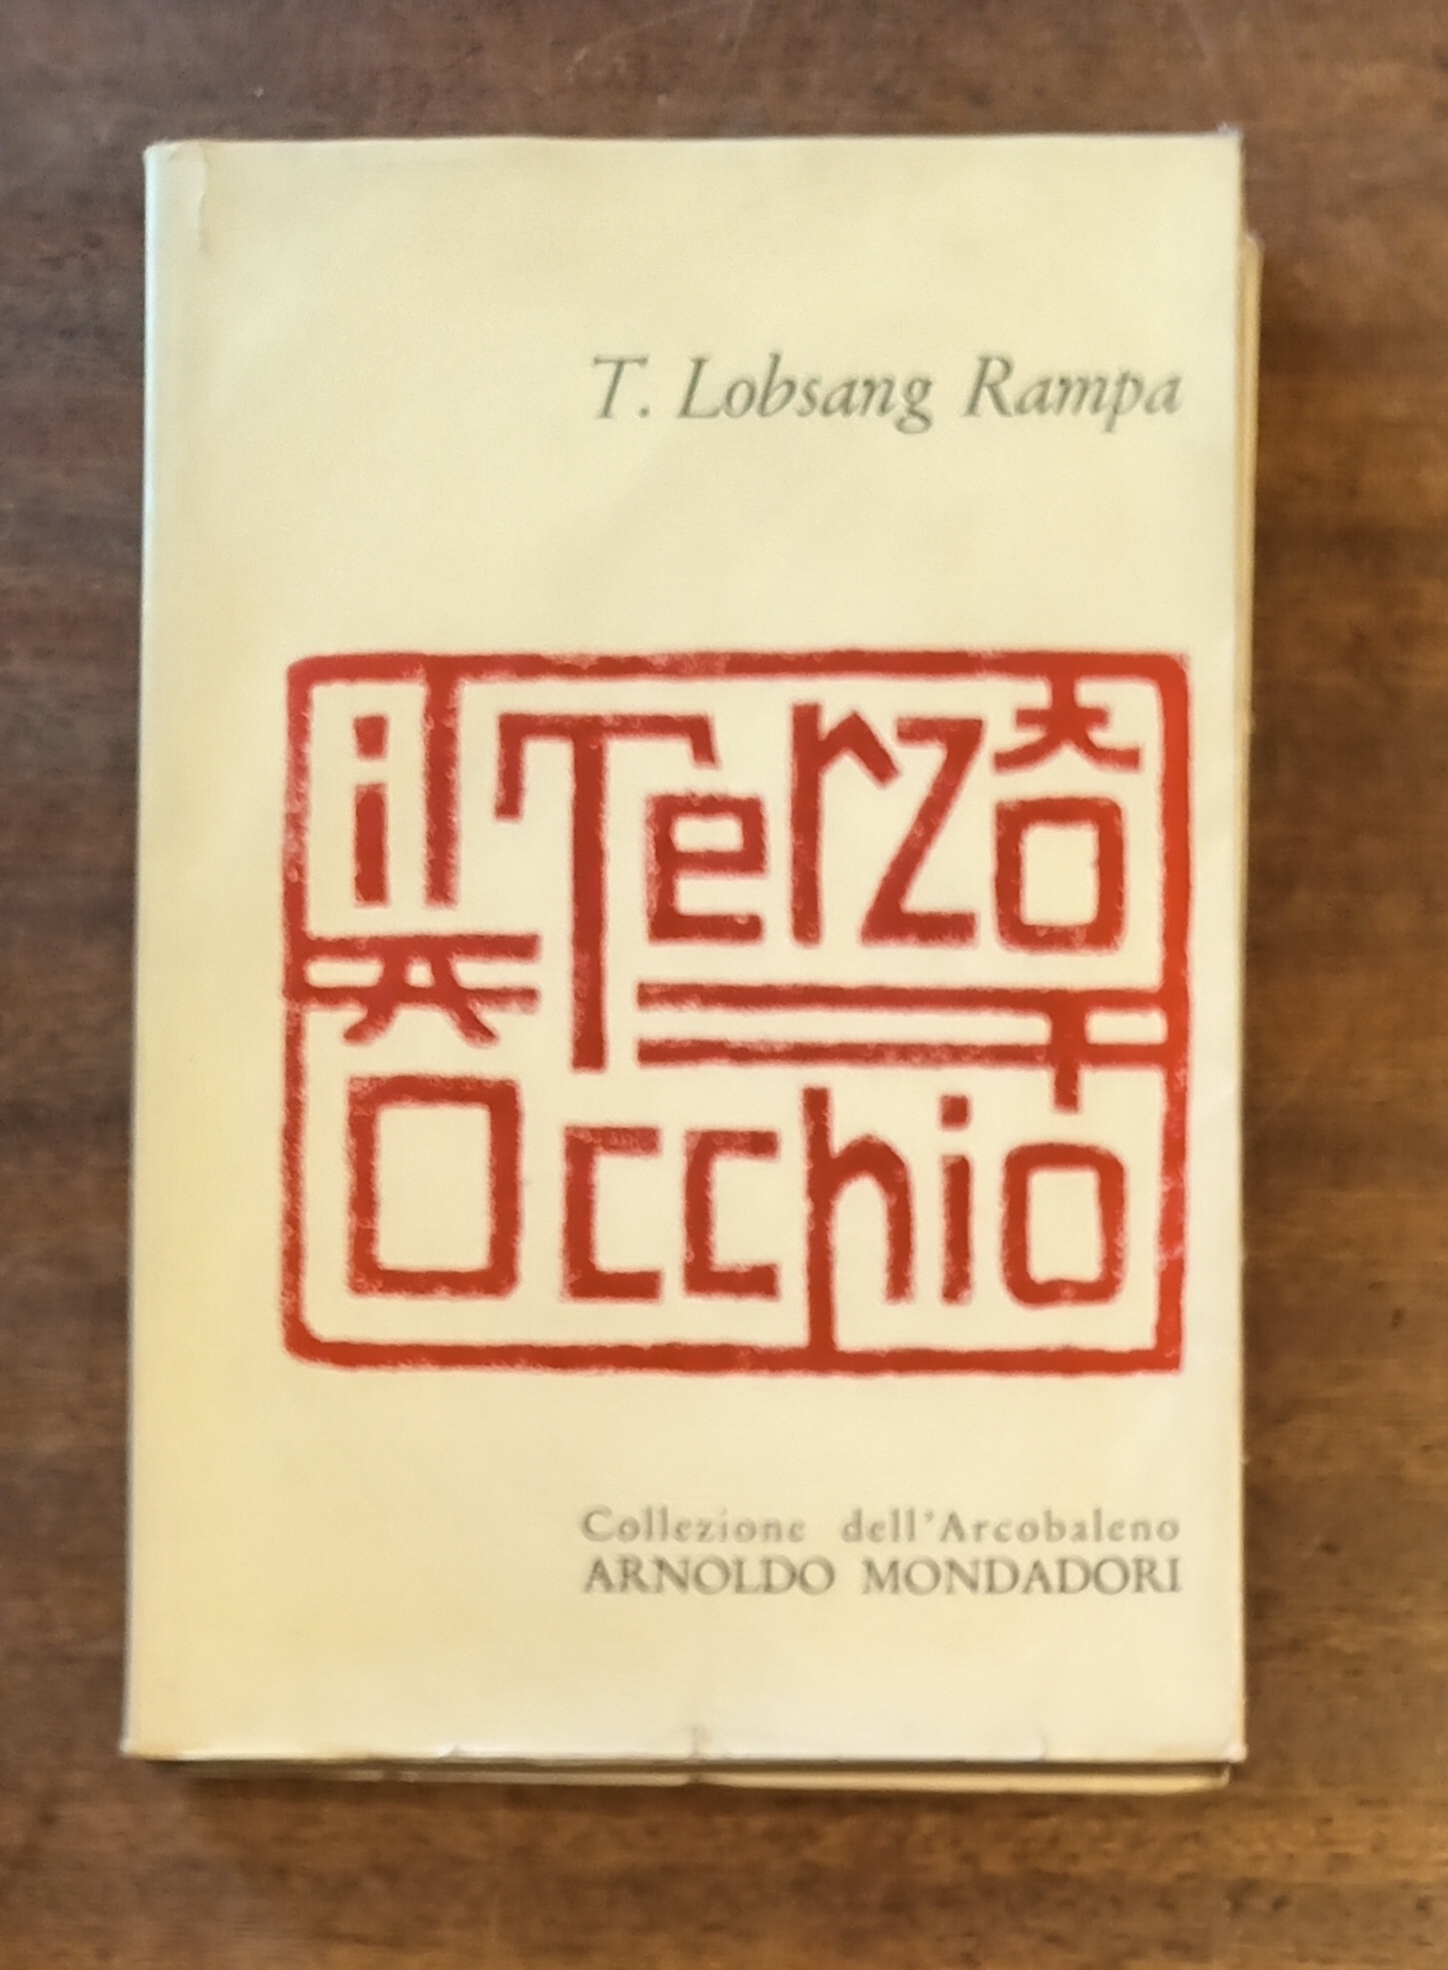 T. Lobsang Rampa
il Terzo
Occhio
Collezione dell'Arcobaleno
ARNOLDO MONDADORI